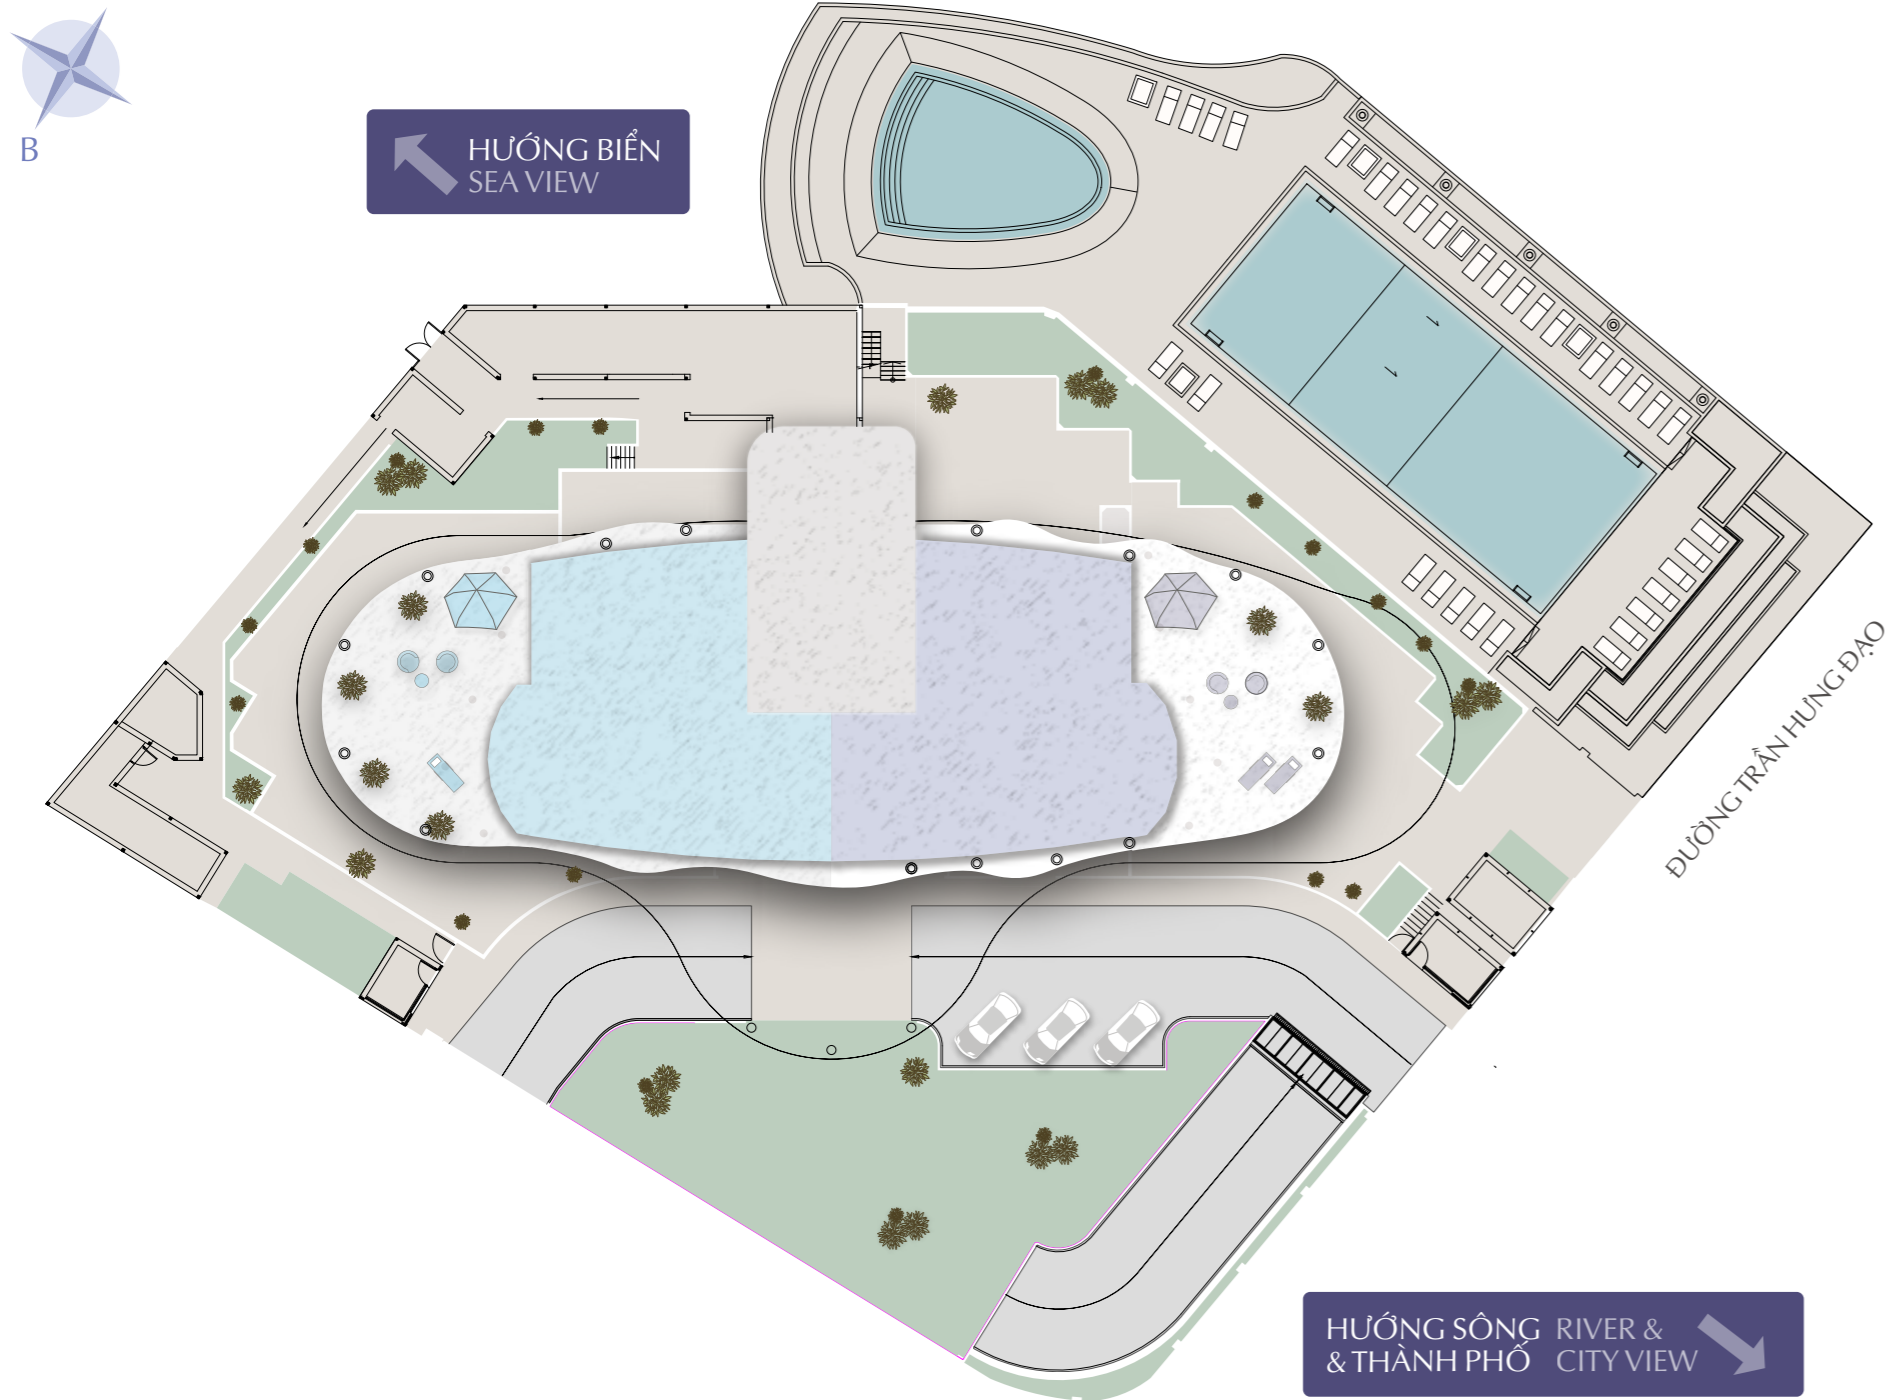 B
HƯỚNG BIỂN
SEA VIEW
ĐƯỜNG TRẦN HƯNG ĐẠO
HƯỚNG SÔNG
& THÀNH PHỐ
RIVER &
CITY VIEW